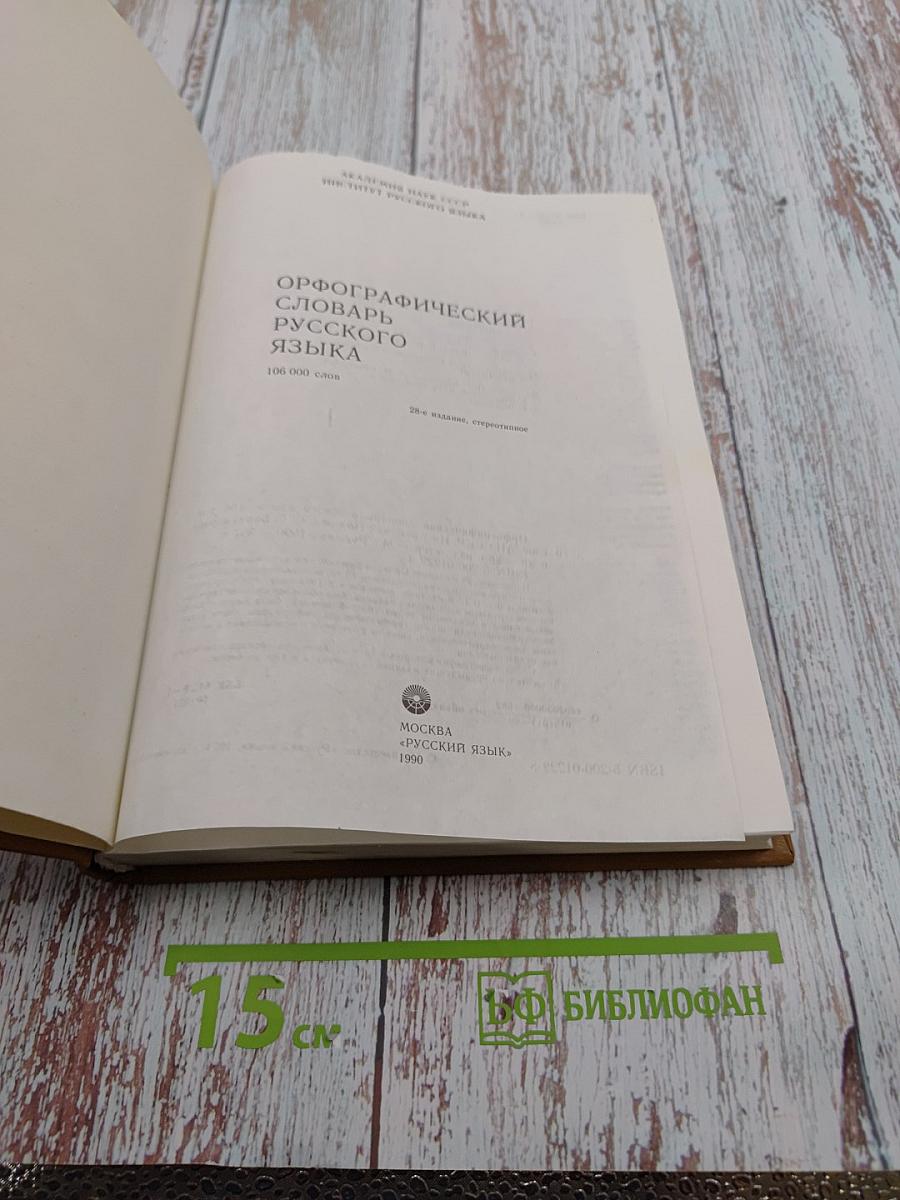 АКАДЕМИЯ НАУК СССР
ИНСТИТУТ РУССКОГО ЯЗЫКА
ОРФОГРАФИЧЕСКИЙ
СЛОВАРЬ
РУССКОГО
ЯЗЫКА
106 000 слов
28-е издание, стереотипное
МОСКВА
«РУССКИЙ ЯЗЫК»
1990
15 см
БФ БИБЛИОФАН